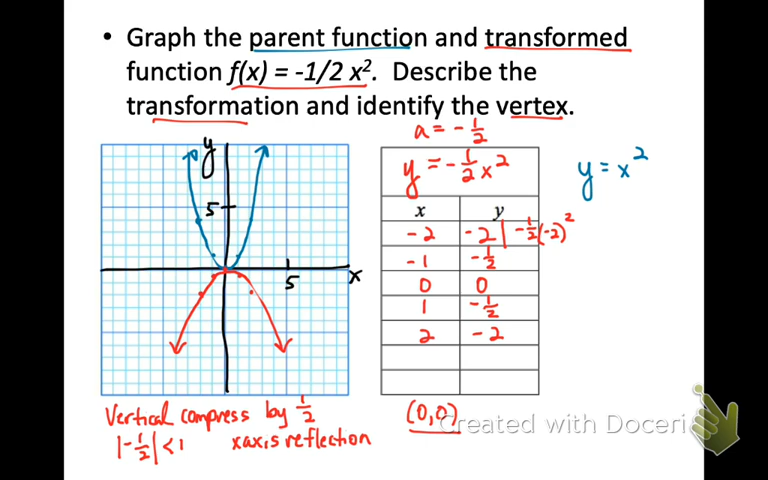 • Graph the parent function and transformed
function f(x) = -1/2 x². Describe the
transformation and identify the vertex.
a = -1/2
y = -1/2 x²
y = x²
y
5
5
x
x y
-2 -2 | -1/2(-2)²
-1 -1/2
0 0
1 -1/2
2 -2
Vertical compress by 1/2
|-1/2| < 1 x axis reflection
(0,0)
Created with Doceri